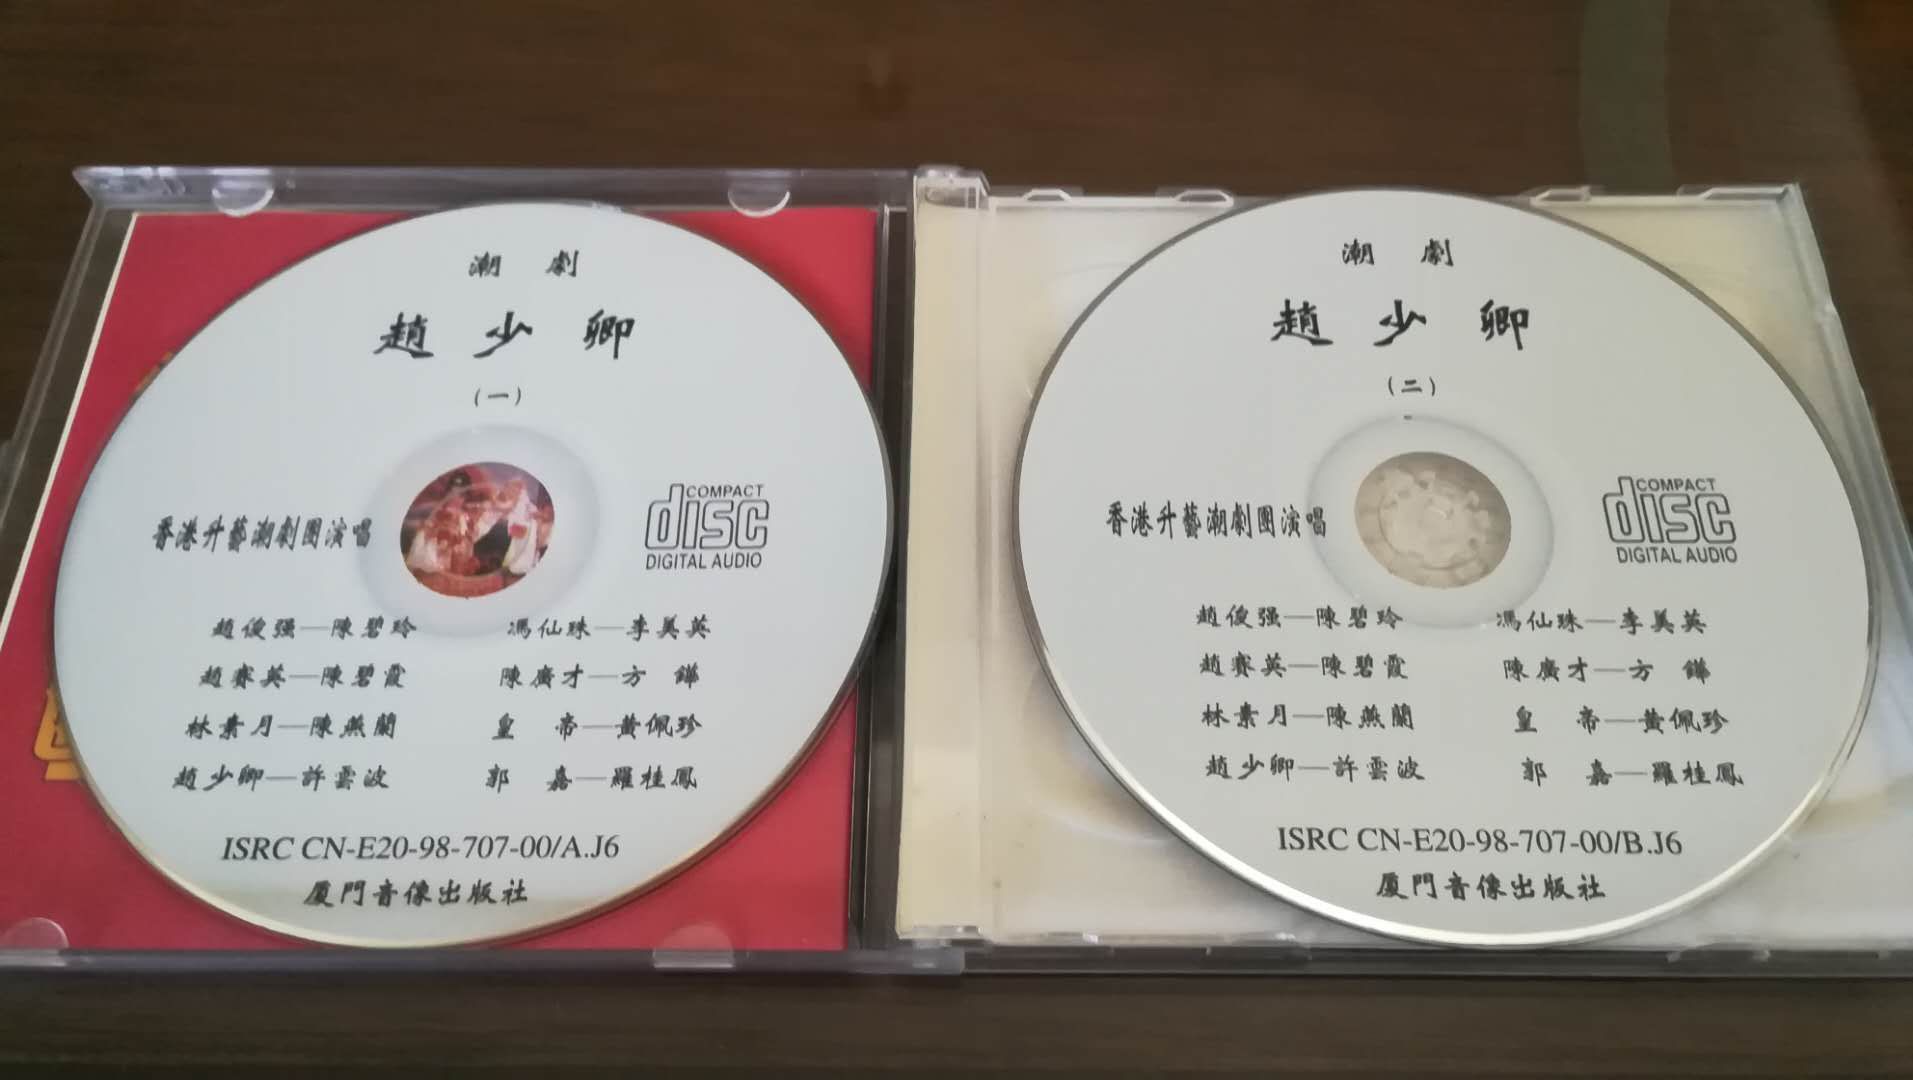 潮 劇
趙 少 卿
(一)
香港升藝潮劇團演唱
COMPACT
disc
DIGITAL AUDIO
趙俊强—陳碧玲 馮仙珠—李美英
趙賽英—陳碧霞 陳廣才—方 鏵
林素月—陳燕蘭 皇 帝—黃佩珍
趙少卿—許雲波 郭 嘉—羅桂鳳
ISRC CN-E20-98-707-00/A.J6
厦門音像出版社
潮 劇
趙 少 卿
(二)
香港升藝潮劇團演唱
COMPACT
disc
DIGITAL AUDIO
趙俊强—陳碧玲 馮仙珠—李美英
趙賽英—陳碧霞 陳廣才—方 鏵
林素月—陳燕蘭 皇 帝—黃佩珍
趙少卿—許雲波 郭 嘉—羅桂鳳
ISRC CN-E20-98-707-00/B.J6
厦門音像出版社